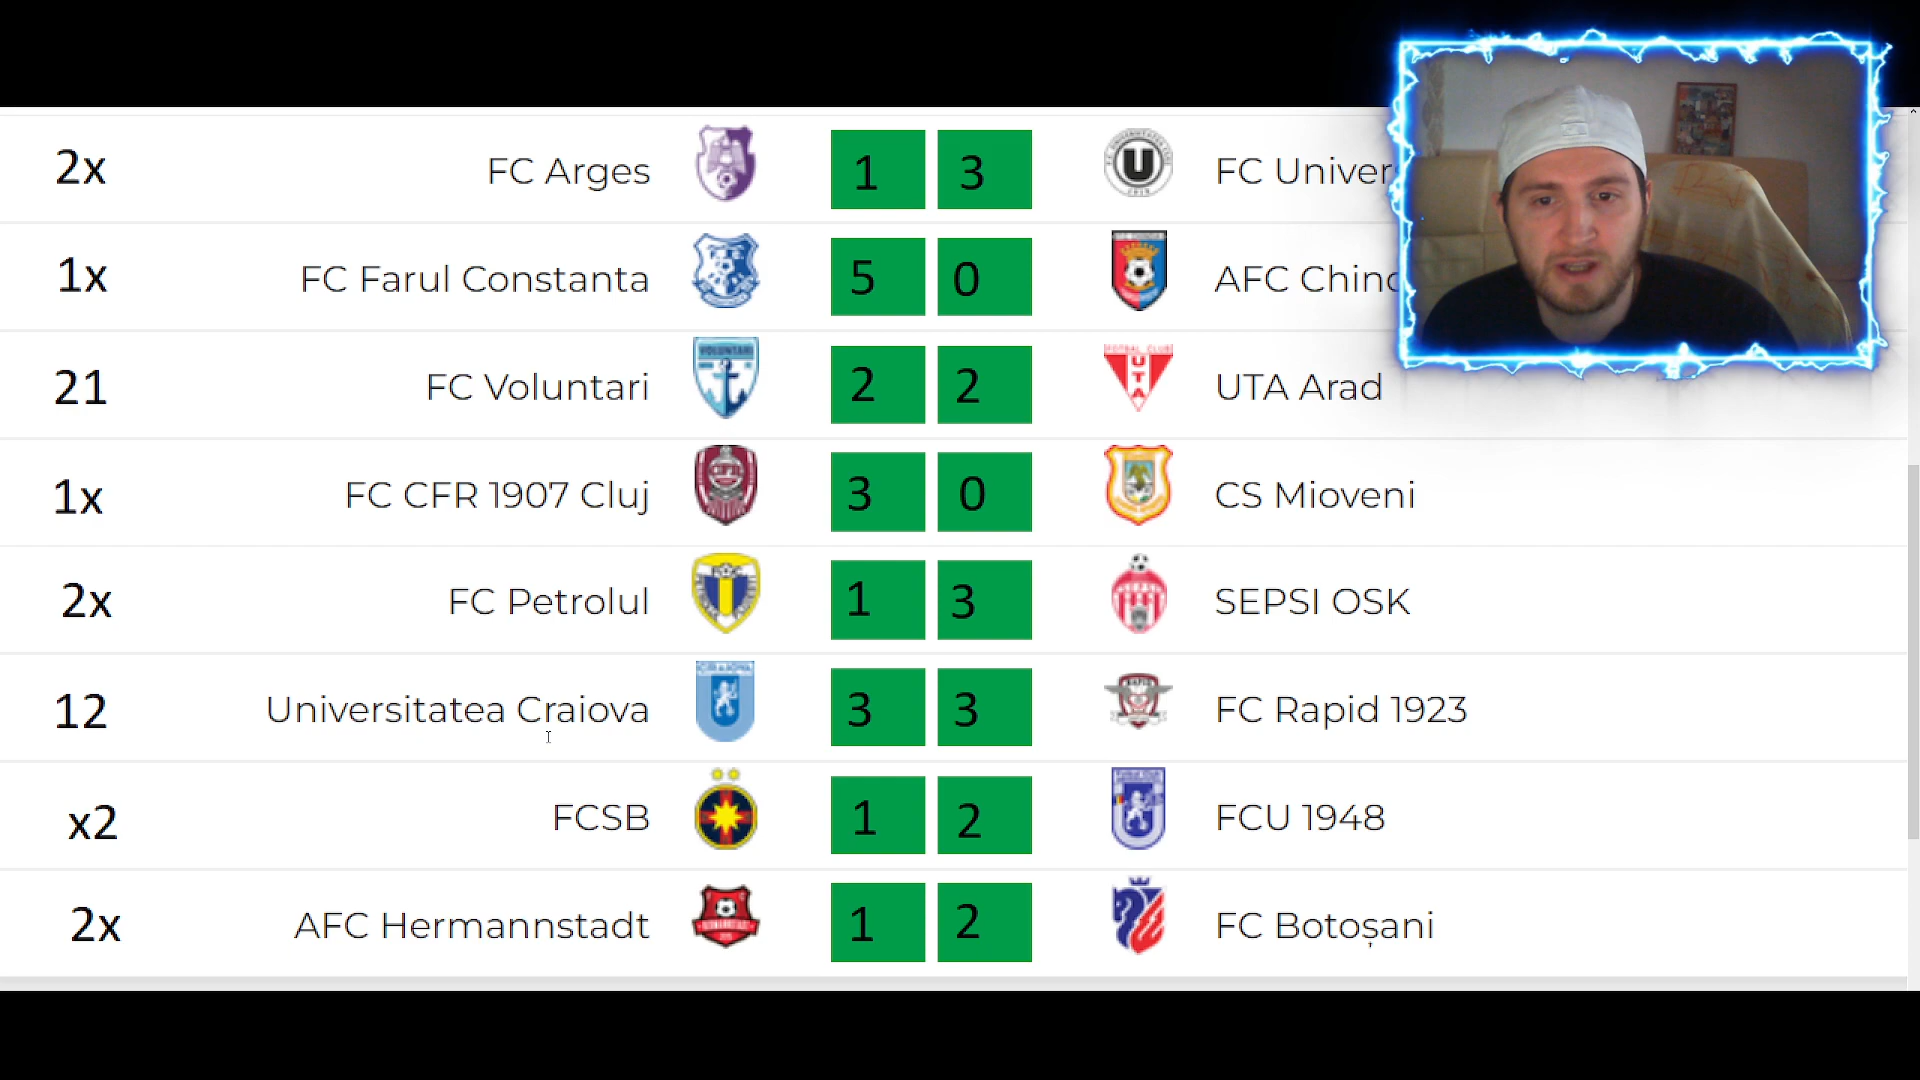 2x FC Arges 1 3 FC Univer
1x FC Farul Constanta 5 0 AFC Chind
21 FC Voluntari 2 2 UTA Arad
1x FC CFR 1907 Cluj 3 0 CS Mioveni
2x FC Petrolul 1 3 SEPSI OSK
12 Universitatea Craiova 3 3 FC Rapid 1923
x2 FCSB 1 2 FCU 1948
2x AFC Hermannstadt 1 2 FC Botoșani